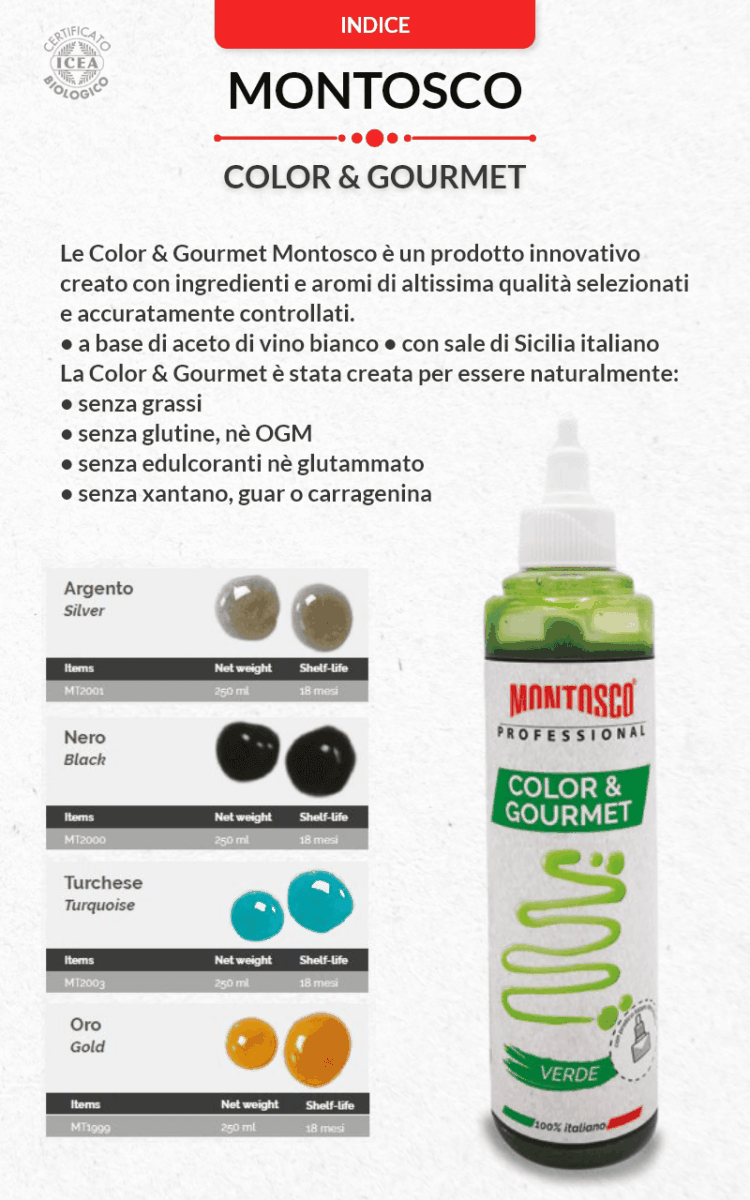 INDICE
CERTIFICATO
ICEA
BIOLOGICO
MONTOSCO
COLOR & GOURMET
Le Color & Gourmet Montosco è un prodotto innovativo
creato con ingredienti e aromi di altissima qualità selezionati
e accuratamente controllati.
• a base di aceto di vino bianco • con sale di Sicilia italiano
La Color & Gourmet è stata creata per essere naturalmente:
• senza grassi
• senza glutine, nè OGM
• senza edulcoranti nè glutammato
• senza xantano, guar o carragenina
Argento
Silver
Items Net weight Shelf-life
MT2001 250 ml 18 mesi
Nero
Black
Items Net weight Shelf-life
MT2000 250 ml 18 mesi
Turchese
Turquoise
Items Net weight Shelf-life
MT2003 250 ml 18 mesi
Oro
Gold
Items Net weight Shelf-life
MT1999 250 ml 18 mesi
MONTOSCO®
PROFESSIONAL
COLOR &
GOURMET
VERDE
100% italiano